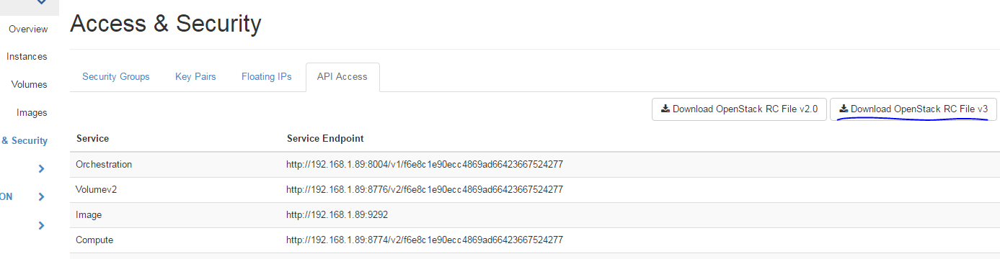 Access & Security
Overview
Instances
Volumes
Images
& Security
ON
Security Groups
Key Pairs
Floating IPs
API Access
Download OpenStack RC File v2.0
Download OpenStack RC File v3
Service Service Endpoint
Orchestration http://192.168.1.89:8004/v1/f6e8c1e90ecc4869ad66423667524277
Volumev2 http://192.168.1.89:8776/v2/f6e8c1e90ecc4869ad66423667524277
Image http://192.168.1.89:9292
Compute http://192.168.1.89:8774/v2/f6e8c1e90ecc4869ad66423667524277